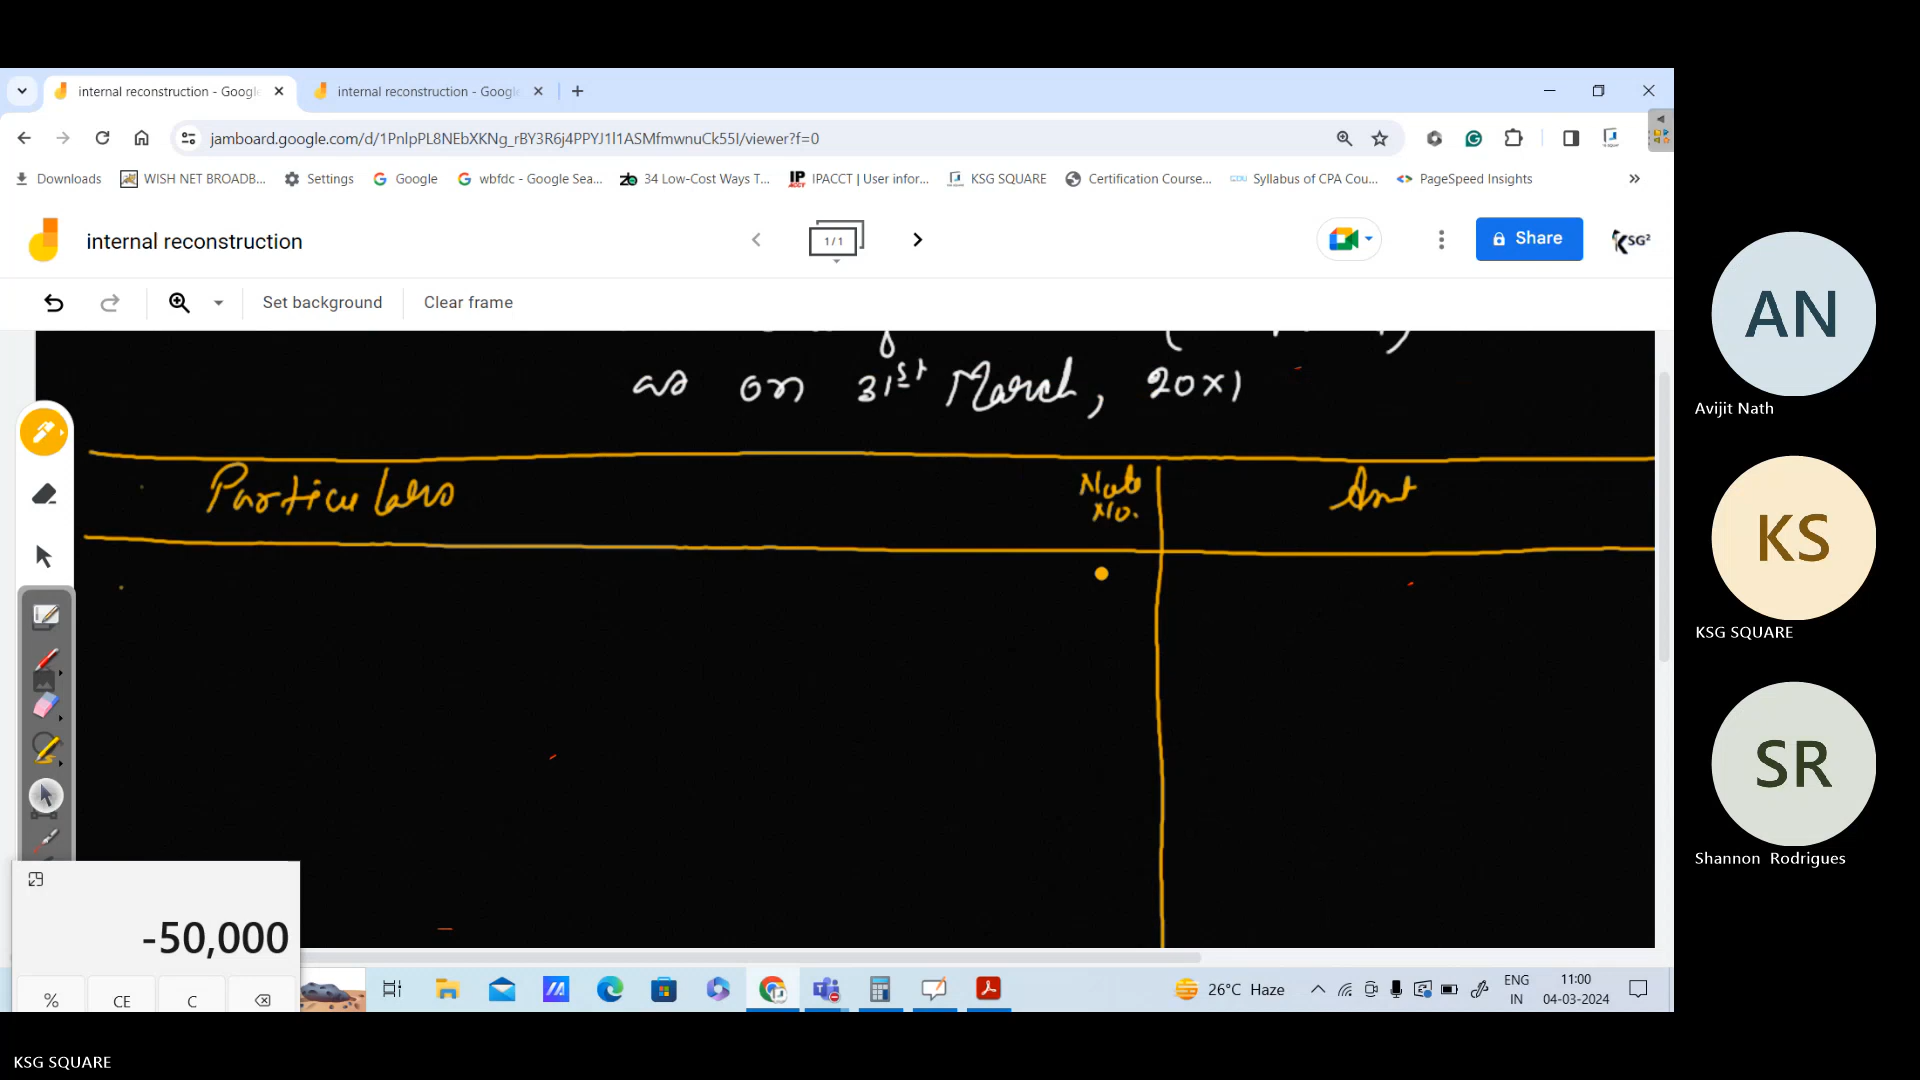 internal reconstruction - Google
internal reconstruction - Google
jamboard.google.com/d/1PnlpPL8NEbXKNg_rBY3R6j4PPYJ1l1ASMfmwnuCk55I/viewer?f=0
Downloads
WISH NET BROADB...
Settings
Google
wbfdc - Google Sea...
34 Low-Cost Ways T...
IPACCT | User infor...
KSG SQUARE
Certification Course...
Syllabus of CPA Cou...
PageSpeed Insights
internal reconstruction
1 / 1
Share
KSG²
Set background
Clear frame
as on 31st March, 20x1
Particulars
Note No.
Amt
-50,000
%
CE
C
26°C Haze
ENG
IN
11:00
04-03-2024
AN
Avijit Nath
KS
KSG SQUARE
SR
Shannon Rodrigues
KSG SQUARE